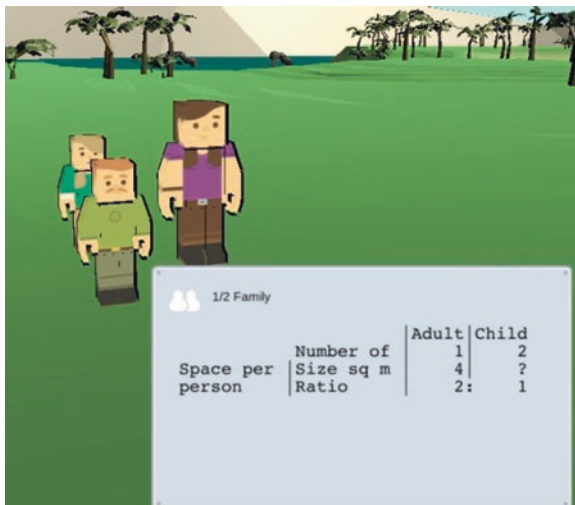 1/2 Family
Adult Child
Number of 1 2
Space per Size sq m 4 ?
person Ratio 2: 1